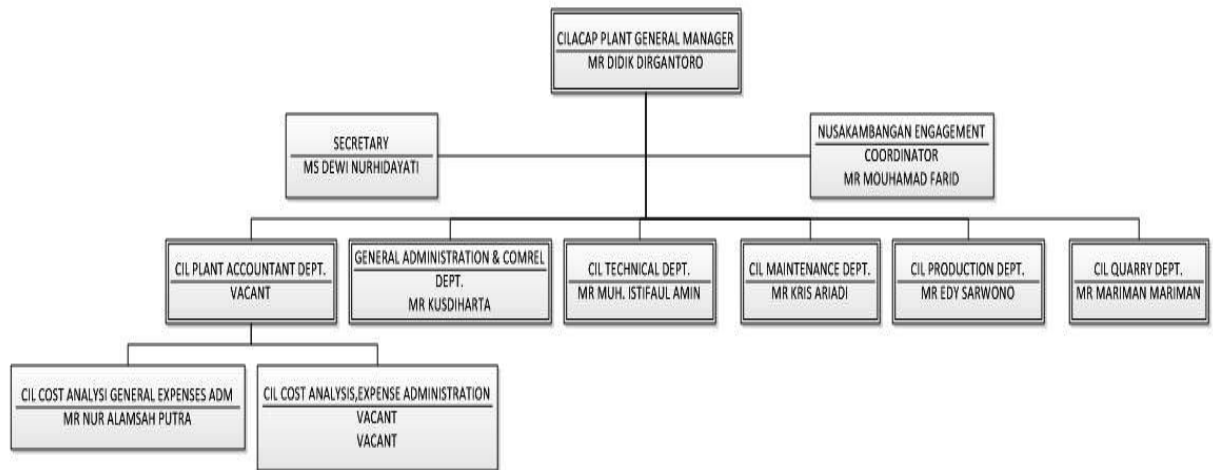 CILACAP PLANT GENERAL MANAGER
MR DIDIK DIRGANTORO
SECRETARY
MS DEWI NURHIDAYATI
NUSAKAMBANGAN ENGAGEMENT
COORDINATOR
MR MOUHAMAD FARID
CIL PLANT ACCOUNTANT DEPT.
VACANT
GENERAL ADMINISTRATION & COMREL
DEPT.
MR KUSDIHARTA
CIL TECHNICAL DEPT.
MR MUH. ISTIFAUL AMIN
CIL MAINTENANCE DEPT.
MR KRIS ARIADI
CIL PRODUCTION DEPT.
MR EDY SARWONO
CIL QUARRY DEPT.
MR MARIMAN MARIMAN
CIL COST ANALYSI GENERAL EXPENSES ADM
MR NUR ALAMSAH PUTRA
CIL COST ANALYSIS,EXPENSE ADMINISTRATION
VACANT
VACANT